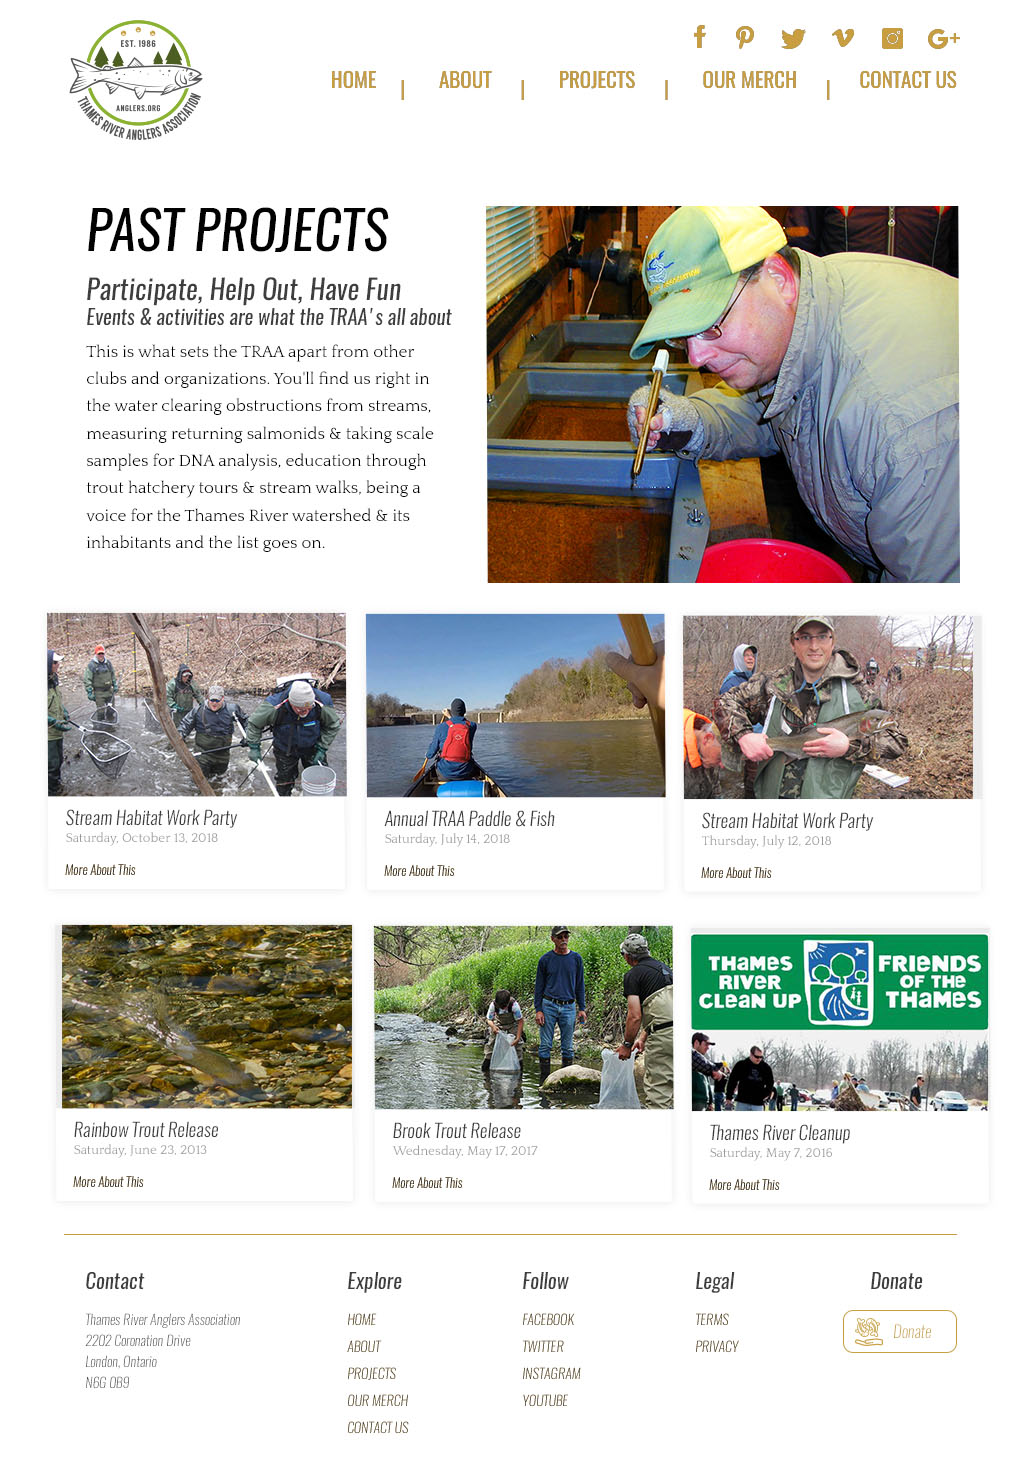 EST. 1986
ANGLERS.ORG
THAMES RIVER ANGLERS ASSOCIATION
HOME
ABOUT
PROJECTS
OUR MERCH
CONTACT US
PAST PROJECTS
Participate, Help Out, Have Fun
Events & activities are what the TRAA's all about
This is what sets the TRAA apart from other
clubs and organizations. You'll find us right in
the water clearing obstructions from streams,
measuring returning salmonids & taking scale
samples for DNA analysis, education through
trout hatchery tours & stream walks, being a
voice for the Thames River watershed & its
inhabitants and the list goes on.
Stream Habitat Work Party
Saturday, October 13, 2018
More About This
Annual TRAA Paddle & Fish
Saturday, July 14, 2018
More About This
Stream Habitat Work Party
Thursday, July 12, 2018
More About This
Rainbow Trout Release
Saturday, June 23, 2013
More About This
Brook Trout Release
Wednesday, May 17, 2017
More About This
THAMES
RIVER
CLEAN UP
FRIENDS
OF THE
THAMES
Thames River Cleanup
Saturday, May 7, 2016
More About This
Contact
Thames River Anglers Association
2202 Coronation Drive
London, Ontario
N6G 0B9
Explore
HOME
ABOUT
PROJECTS
OUR MERCH
CONTACT US
Follow
FACEBOOK
TWITTER
INSTAGRAM
YOUTUBE
Legal
TERMS
PRIVACY
Donate
Donate